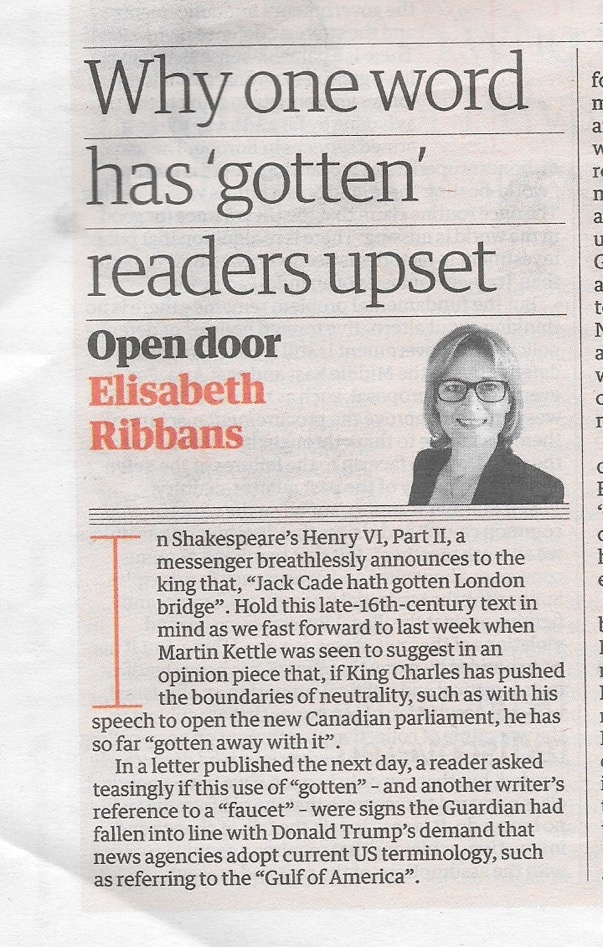 Why one word
has ‘gotten’
readers upset
Open door
Elisabeth
Ribbans
In Shakespeare’s Henry VI, Part II, a
messenger breathlessly announces to the
king that, “Jack Cade hath gotten London
bridge”. Hold this late-16th-century text in
mind as we fast forward to last week when
Martin Kettle was seen to suggest in an
opinion piece that, if King Charles has pushed
the boundaries of neutrality, such as with his
speech to open the new Canadian parliament, he has
so far “gotten away with it”.
In a letter published the next day, a reader asked
teasingly if this use of “gotten” – and another writer’s
reference to a “faucet” – were signs the Guardian had
fallen into line with Donald Trump’s demand that
news agencies adopt current US terminology, such
as referring to the “Gulf of America”.